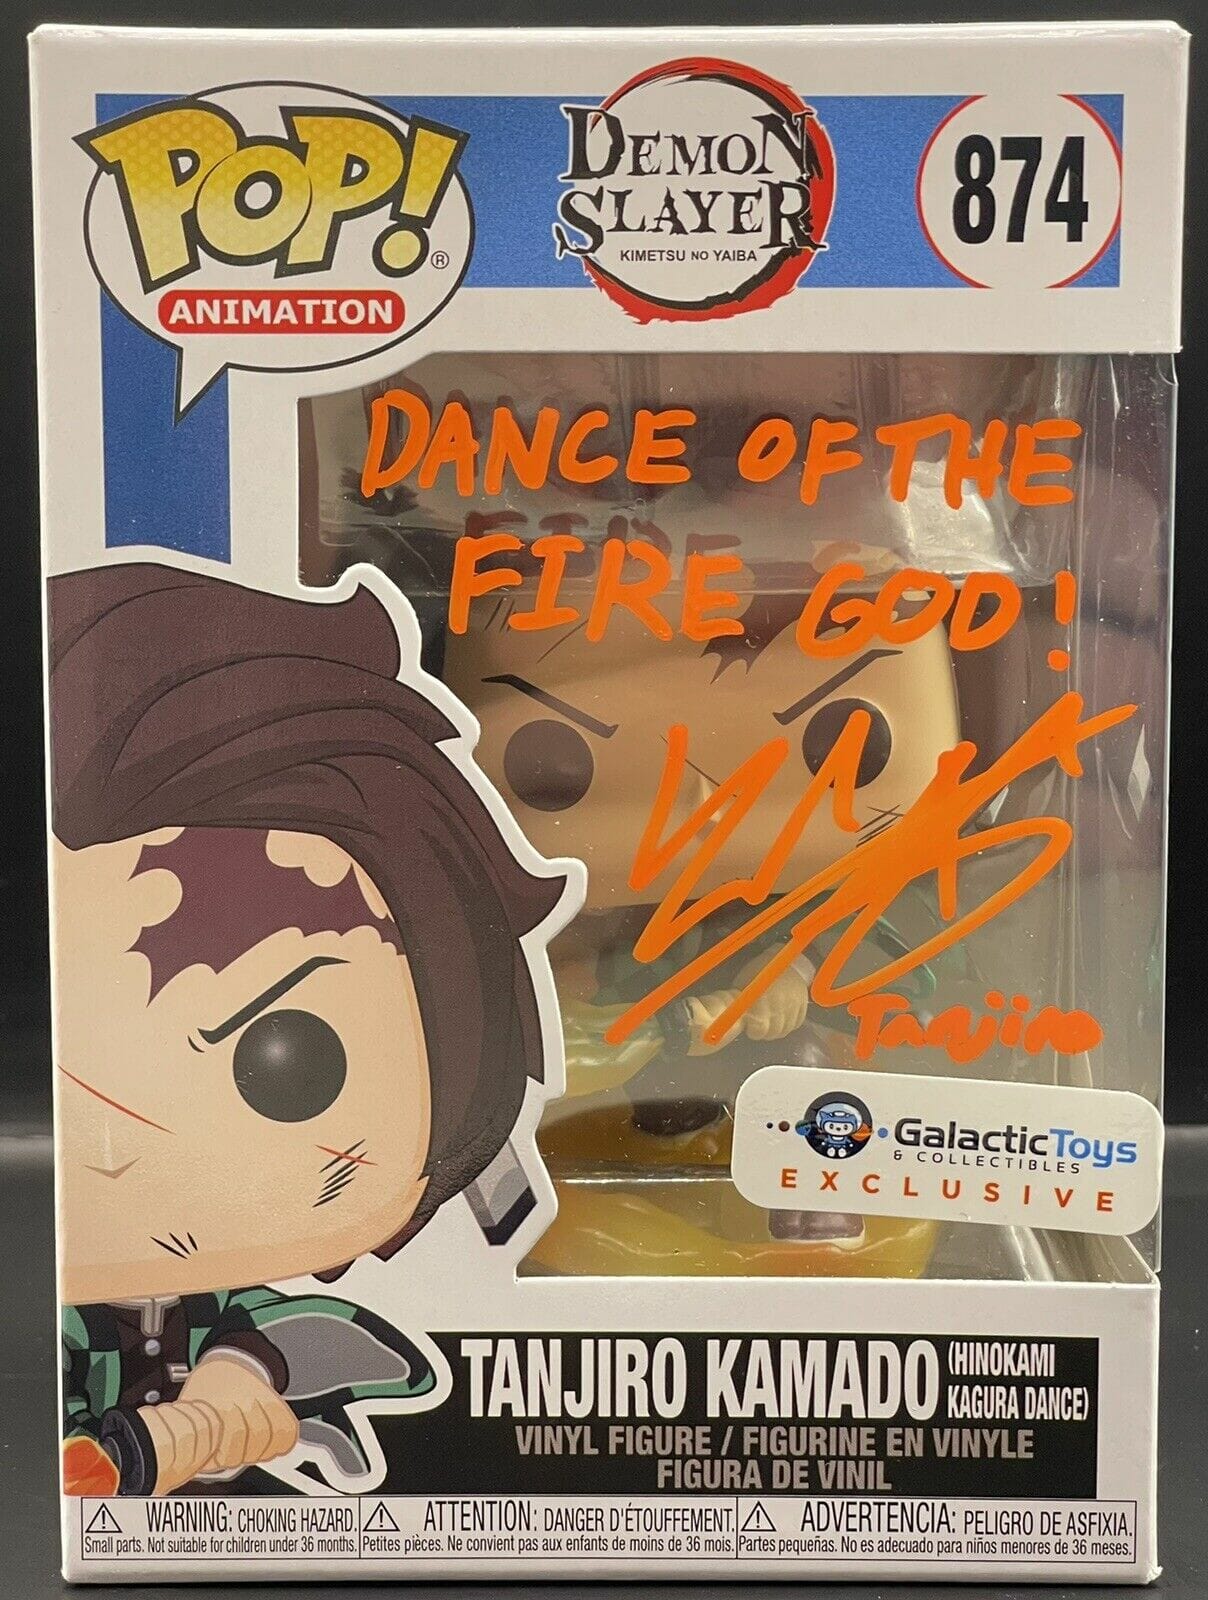 POP!®
ANIMATION
DEMON
SLAYER
KIMETSU NO YAIBA
874
DANCE OF THE
FIRE GOD!
Tanjiro
GalacticToys
& COLLECTIBLES
EXCLUSIVE
TANJIRO KAMADO (HINOKAMI
KAGURA DANCE)
VINYL FIGURE / FIGURINE EN VINYLE
FIGURA DE VINIL
WARNING: CHOKING HAZARD.
Small parts. Not suitable for children under 36 months.
ATTENTION: DANGER D'ÉTOUFFEMENT.
Petites pièces. Ne convient pas aux enfants de moins de 36 mois.
ADVERTENCIA: PELIGRO DE ASFIXIA.
Partes pequeñas. No es adecuado para niños menores de 36 meses.